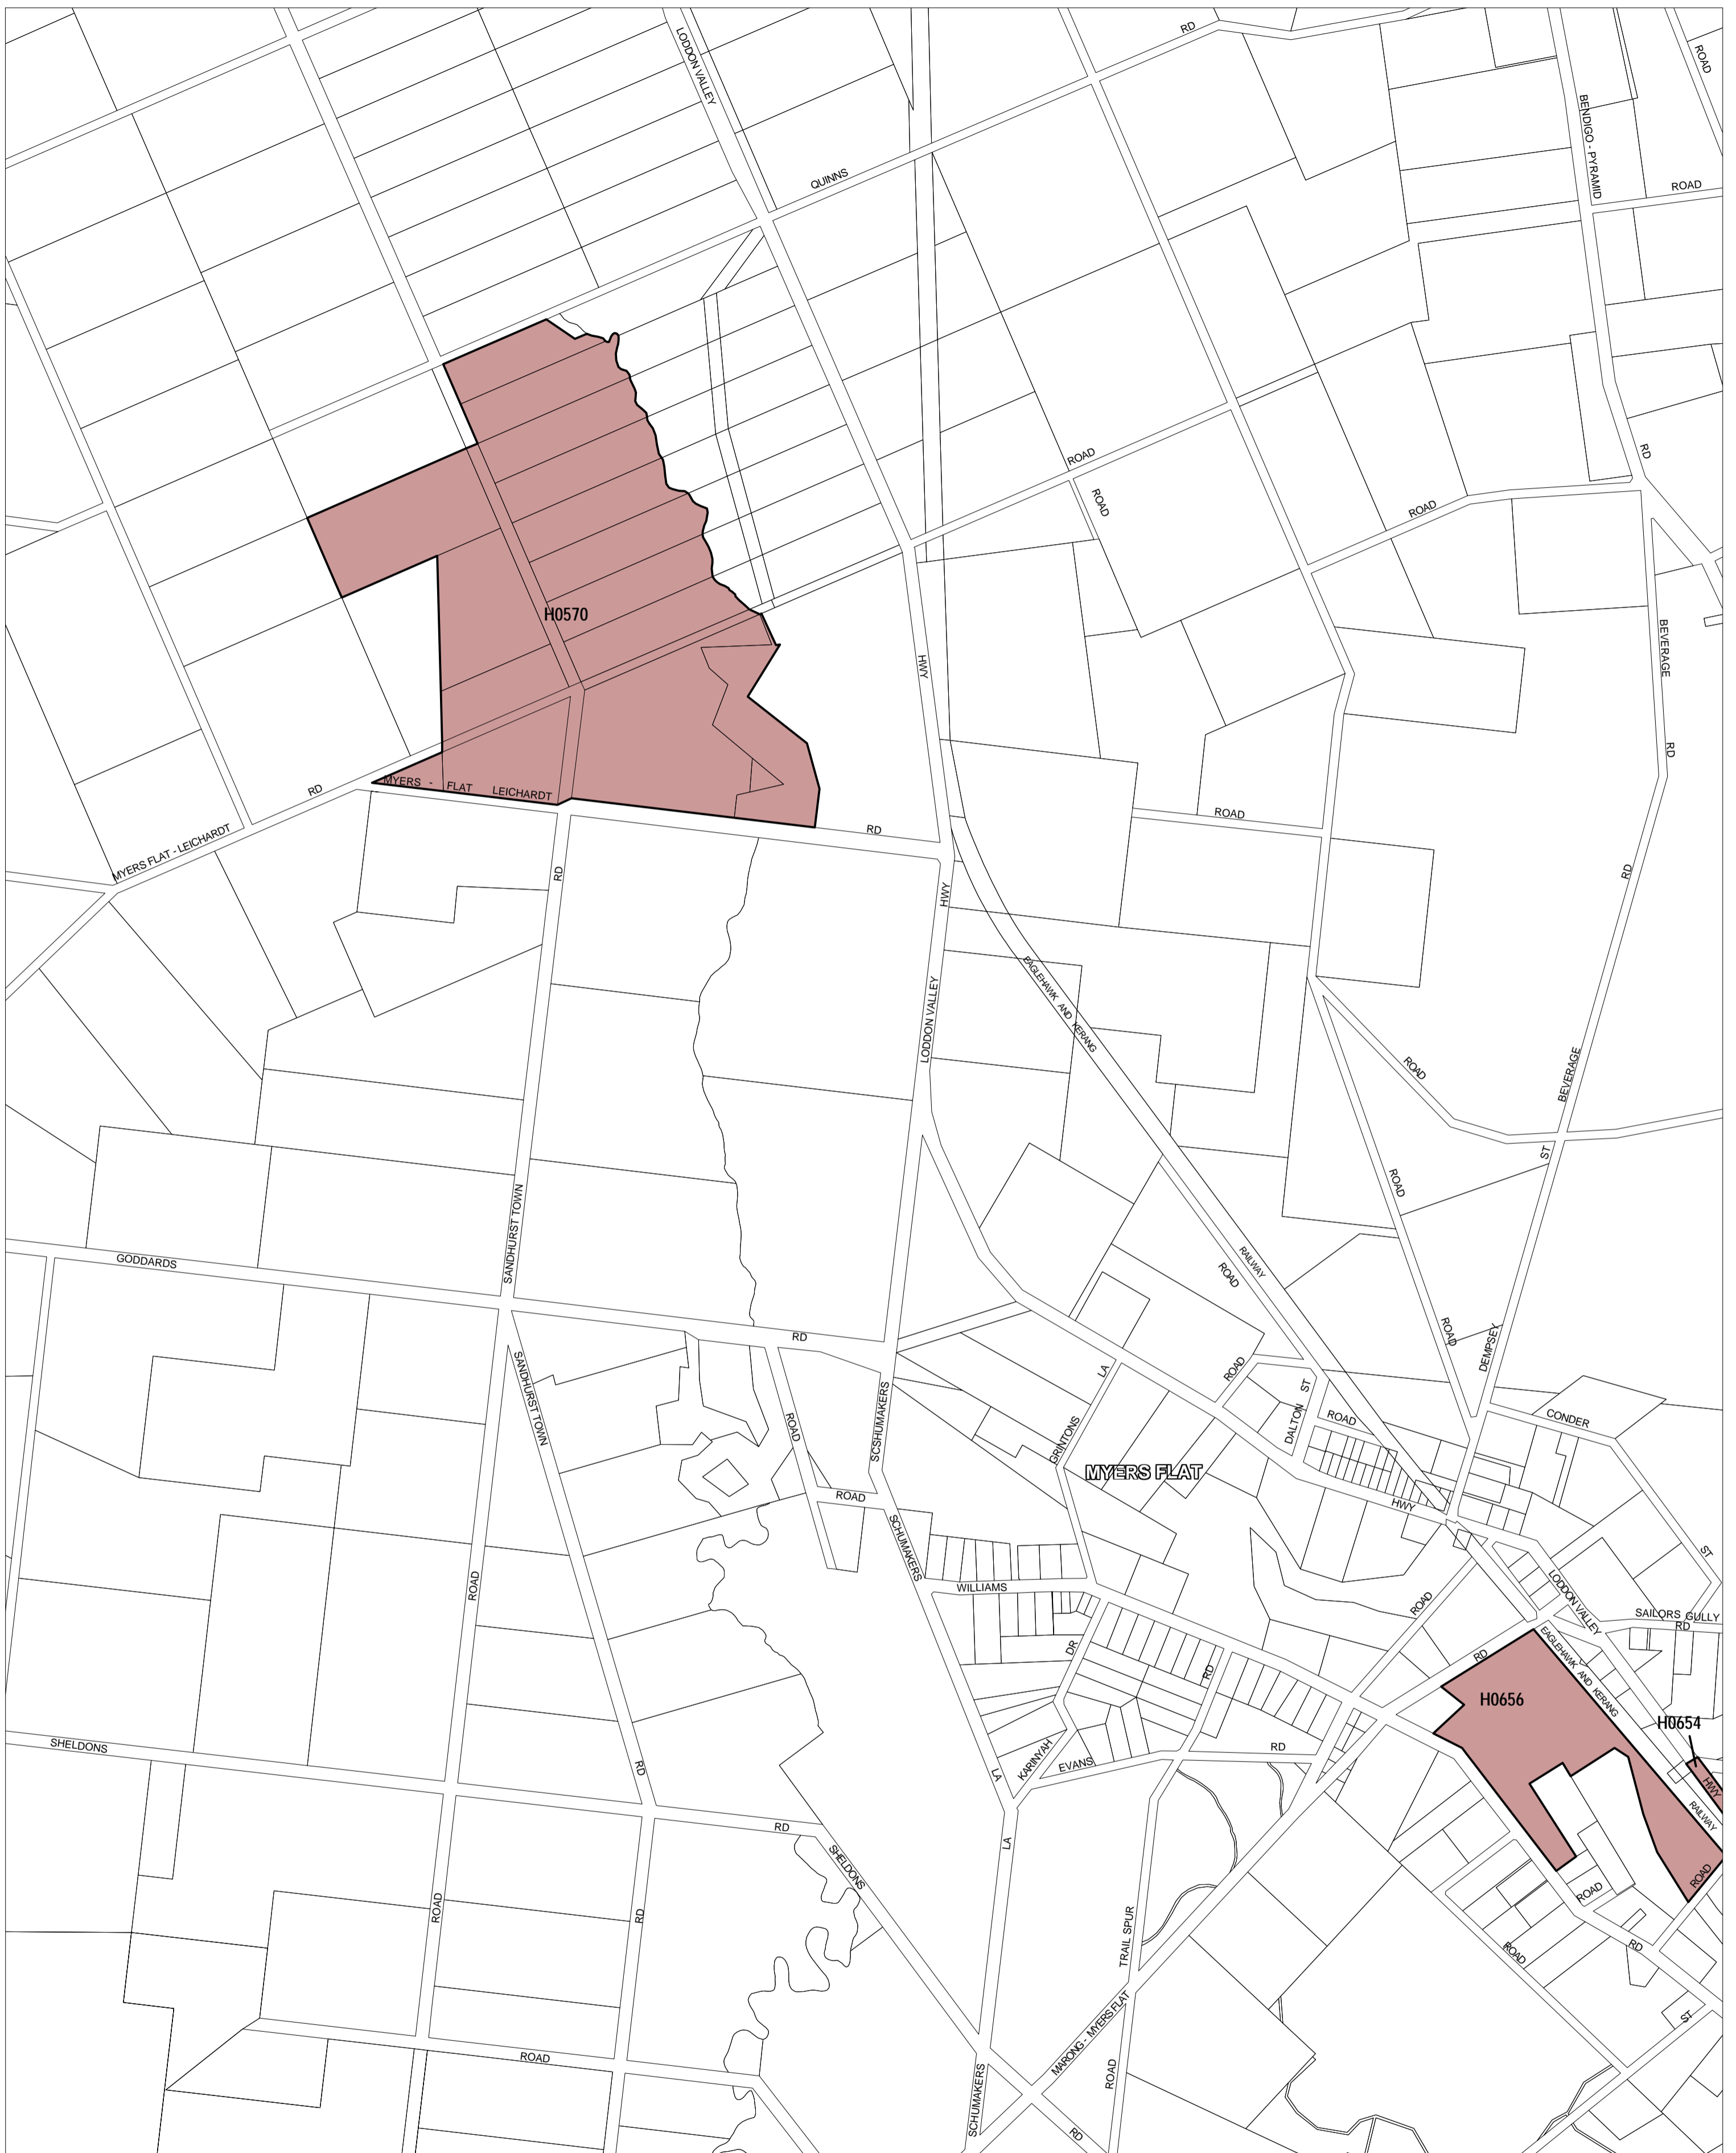 RD
LODDON VALLEY
ROAD
BENDIGO - PYRAMID
QUINNS
ROAD
RD
ROAD
ROAD
ROAD
H0570
HWY
BEVERAGE
RD
RD
MYERS - FLAT LEICHARDT
ROAD
RD
MYERS FLAT - LEICHARDT
RD
RD
HWY
EAGLEHAWK AND KERANG
LODDON VALLEY
ROAD
BEVERAGE
ST
ROAD
SANDHURST TOWN
GODDARDS
RAILWAY
ROAD
RD
ROAD
DEMPSEY
SANDHURST TOWN
LA
ROAD
ST
DALTON
ROAD
CONDER
SCSHUMAKERS
ROAD
GRINTONS
MYERS FLAT
ROAD
HWY
SCHUMAKERS
ST
WILLIAMS
ROAD
LODDON VALLEY
ROAD
SAILORS GULLY
RD
DR
RD
RD
EAGLEHAWK AND KERANG
H0656
H0654
SHELDONS
KARINYAH
EVANS
RD
LA
RD
HWY
RAILWAY
RD
LA
SHELDONS
ROAD
ROAD
ROAD
RD
TRAIL SPUR
RD
ROAD
ST
MARONG - MYERS FLAT
ROAD
SCHUMAKERS
ROAD
RD